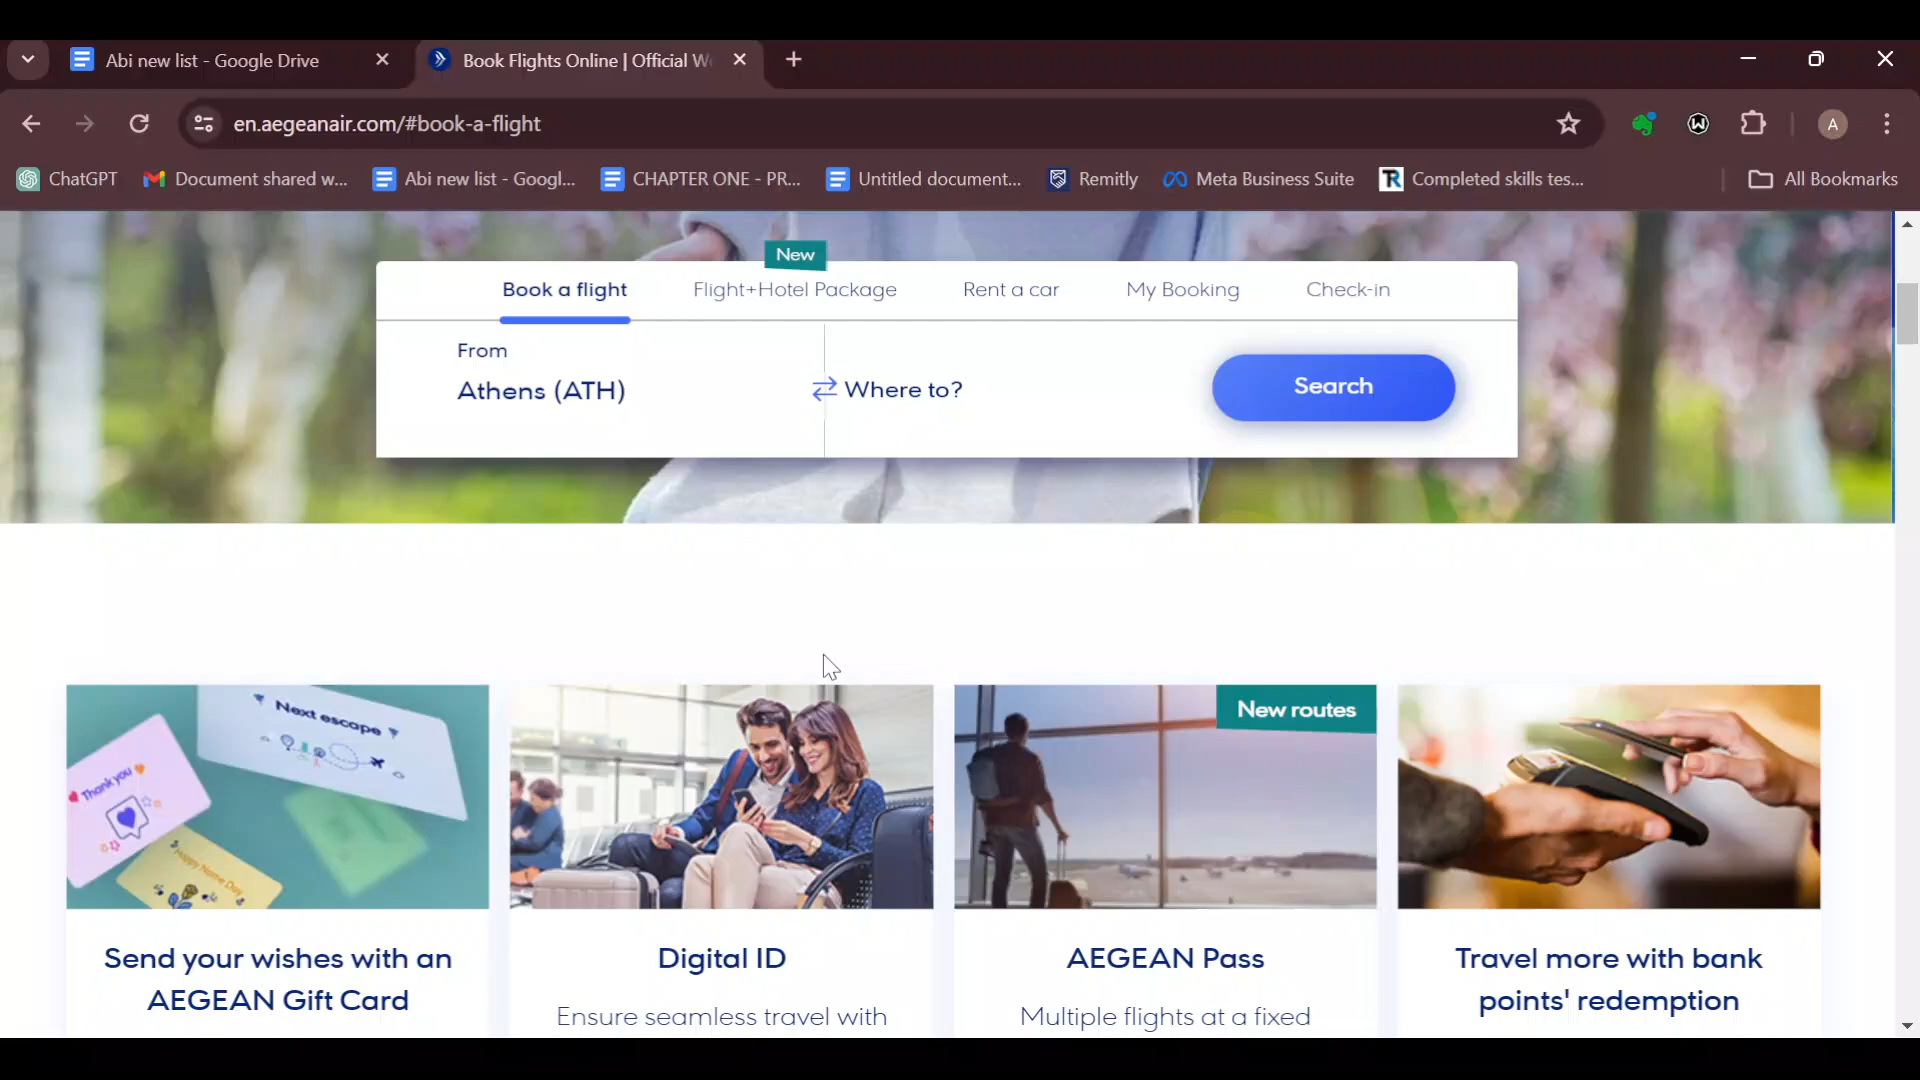 Abi new list - Google Drive
Book Flights Online | Official W
en.aegeanair.com/#book-a-flight
A
ChatGPT
Document shared w...
Abi new list - Googl...
CHAPTER ONE - PR...
Untitled document...
Remitly
Meta Business Suite
TR
Completed skills tes...
All Bookmarks
New
Book a flight
Flight+Hotel Package
Rent a car
My Booking
Check-in
From
Athens (ATH)
Where to?
Search
Next escape
Thank you
Happy Name Day
New routes
Send your wishes with an
AEGEAN Gift Card
Digital ID
Ensure seamless travel with
AEGEAN Pass
Multiple flights at a fixed
Travel more with bank
points' redemption